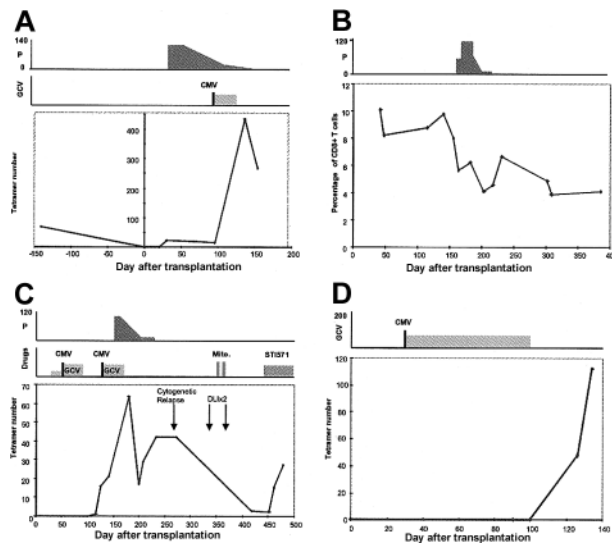 A
140
P
0
GCV
CMV
Tetramer number
400
300
200
100
-150 -100 -50 0 50 100 150 200
Day after transplantation
B
120
P
0
Percentage of CD8+ T cells
12
10
8
6
4
2
0
0 50 100 150 200 250 300 350 400
Day after transplantation
C
120
P
Drugs
CMV CMV Mito. STI571
GCV GCV
Tetramer number
70
60
50
40
30
20
10
0
Cytogenetic
Relapse
DLIx2
0 50 100 150 200 250 300 350 400 450 500
Day after transplantation
D
200
GCV
0
CMV
Tetramer number
120
100
80
60
40
20
0
0 20 40 60 80 100 120 140
Day after transplantation